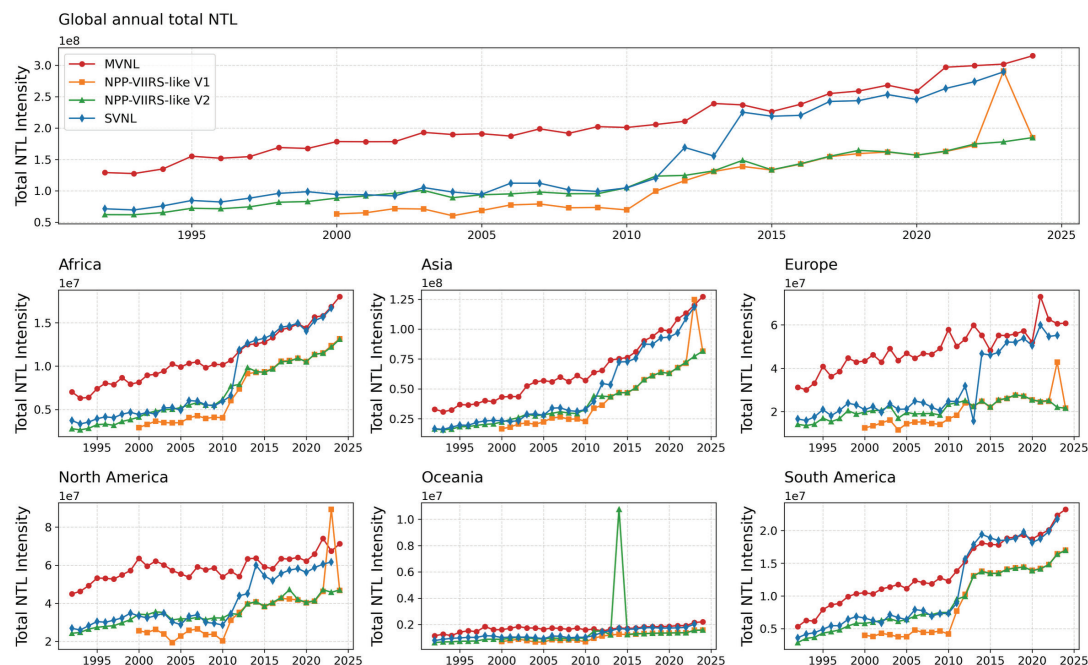 Global annual total NTL
1e8
Total NTL Intensity
3.0
2.5
2.0
1.5
1.0
0.5
MVNL
NPP-VIIRS-like V1
NPP-VIIRS-like V2
SVNL
1995 2000 2005 2010 2015 2020 2025
Africa
1e7
Total NTL Intensity
1.5
1.0
0.5
1995 2000 2005 2010 2015 2020 2025
Asia
1e8
Total NTL Intensity
1.25
1.00
0.75
0.50
0.25
1995 2000 2005 2010 2015 2020 2025
Europe
1e7
Total NTL Intensity
6
4
2
1995 2000 2005 2010 2015 2020 2025
North America
1e7
Total NTL Intensity
8
6
4
2
1995 2000 2005 2010 2015 2020 2025
Oceania
1e7
Total NTL Intensity
1.0
0.8
0.6
0.4
0.2
1995 2000 2005 2010 2015 2020 2025
South America
1e7
Total NTL Intensity
2.0
1.5
1.0
0.5
1995 2000 2005 2010 2015 2020 2025